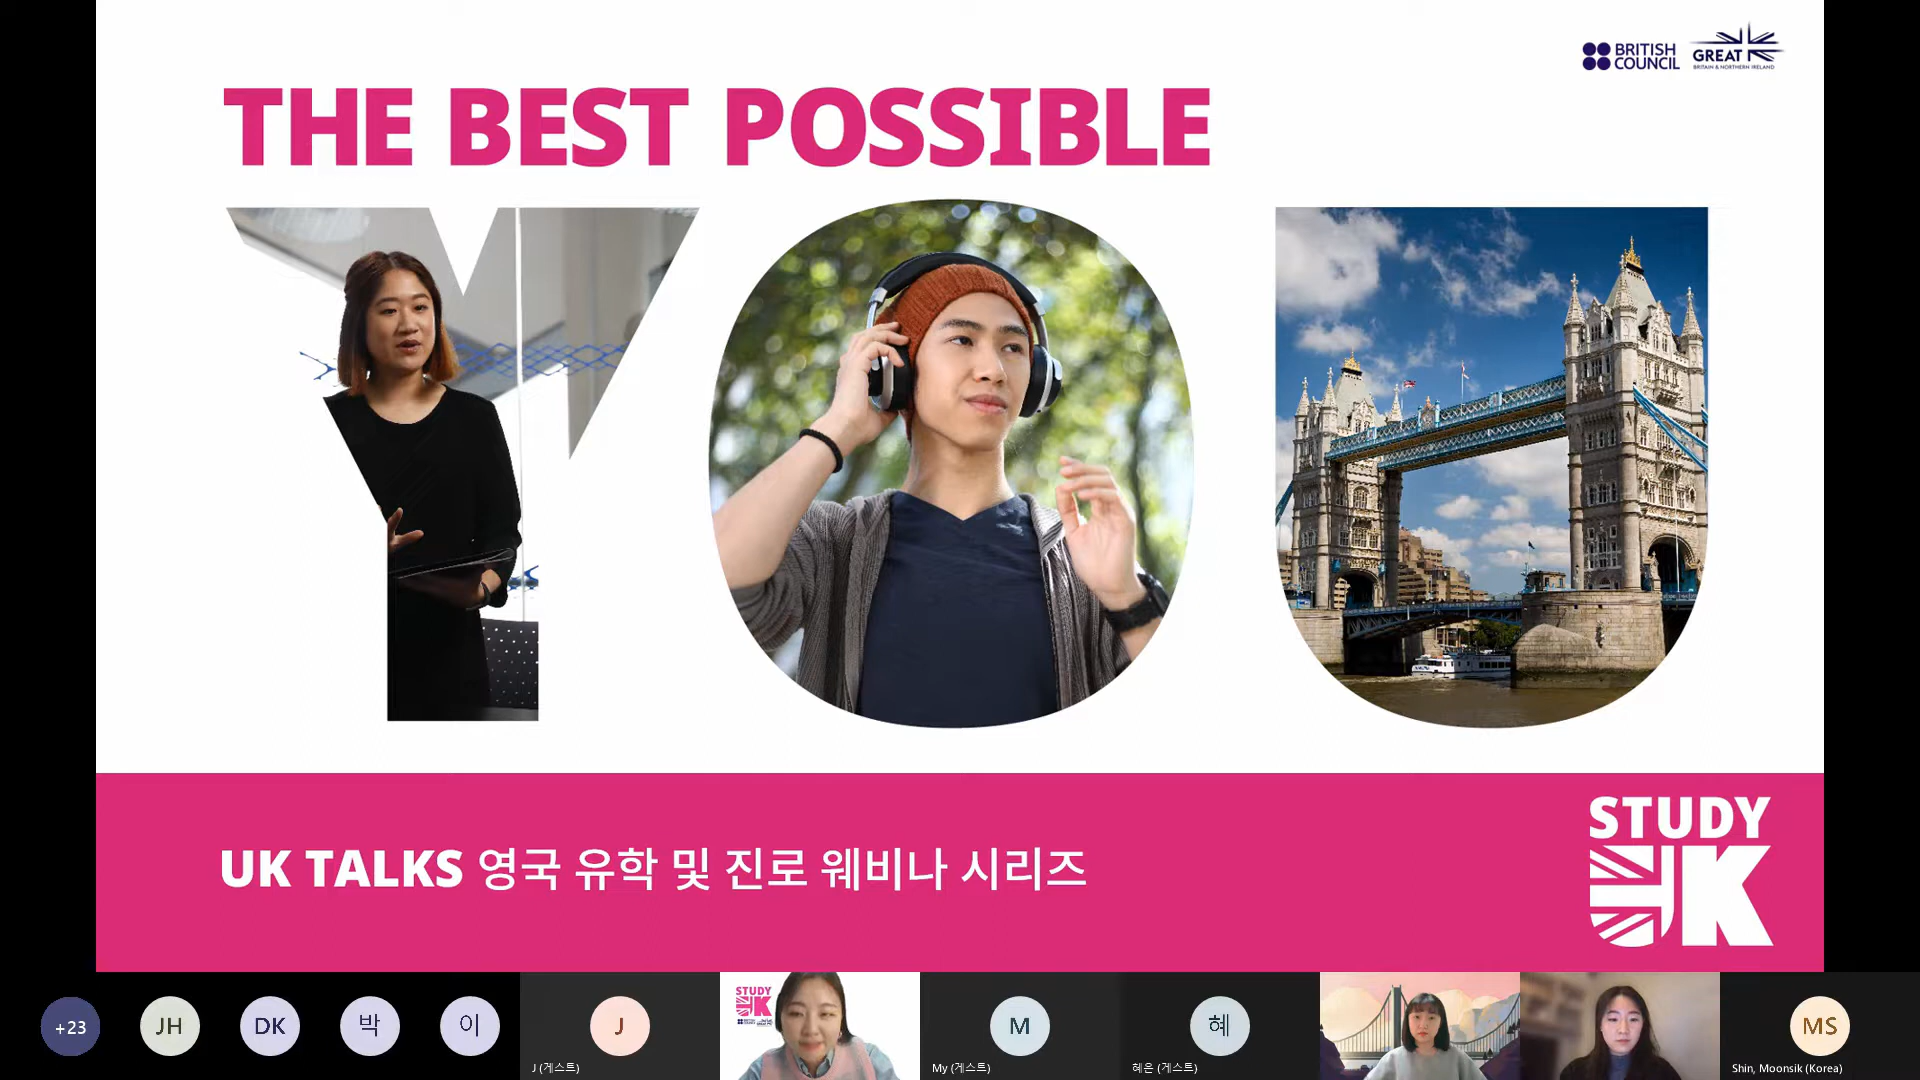 BRITISH
COUNCIL
GREAT
BRITAIN & NORTHERN IRELAND
THE BEST POSSIBLE
YOU
UK TALKS 영국 유학 및 진로 웨비나 시리즈
STUDY
UK
+23
JH
DK
박
이
J
J (게스트)
STUDY
UK
M
My (게스트)
혜
혜은 (게스트)
MS
Shin, Moonsik (Korea)